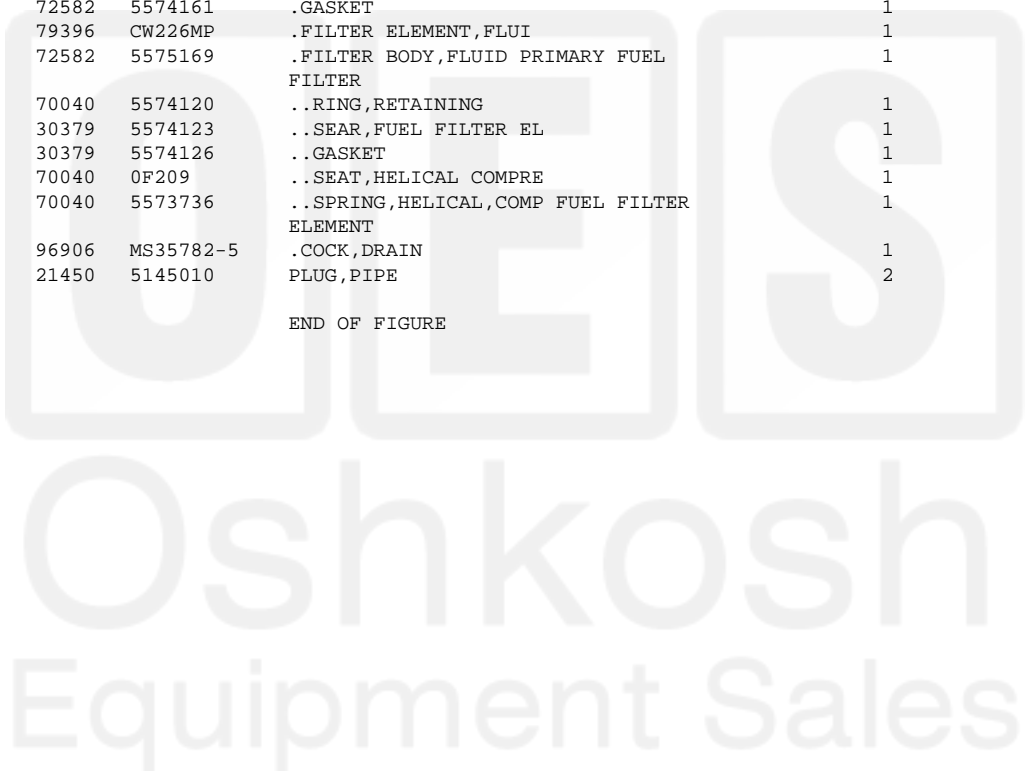 72582 5574161 .GASKET 1
79396 CW226MP .FILTER ELEMENT,FLUI 1
72582 5575169 .FILTER BODY,FLUID PRIMARY FUEL 1
FILTER
70040 5574120 ..RING,RETAINING 1
30379 5574123 ..SEAR,FUEL FILTER EL 1
30379 5574126 ..GASKET 1
70040 0F209 ..SEAT,HELICAL COMPRE 1
70040 5573736 ..SPRING,HELICAL,COMP FUEL FILTER 1
ELEMENT
96906 MS35782-5 .COCK,DRAIN 1
21450 5145010 PLUG,PIPE 2
END OF FIGURE
OES
Oshkosh
Equipment Sales